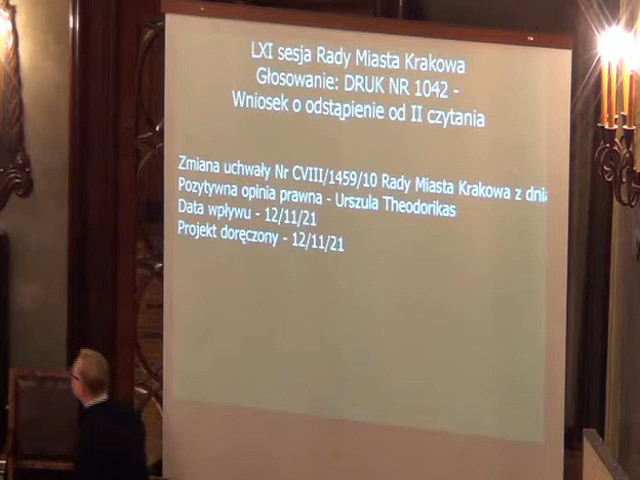 LXI sesja Rady Miasta Krakowa
Głosowanie: DRUK NR 1042 -
Wniosek o odstąpienie od II czytania
Zmiana uchwały Nr CVIII/1459/10 Rady Miasta Krakowa z dnia
Pozytywna opinia prawna - Urszula Theodorikas
Data wpływu - 12/11/21
Projekt doręczony - 12/11/21